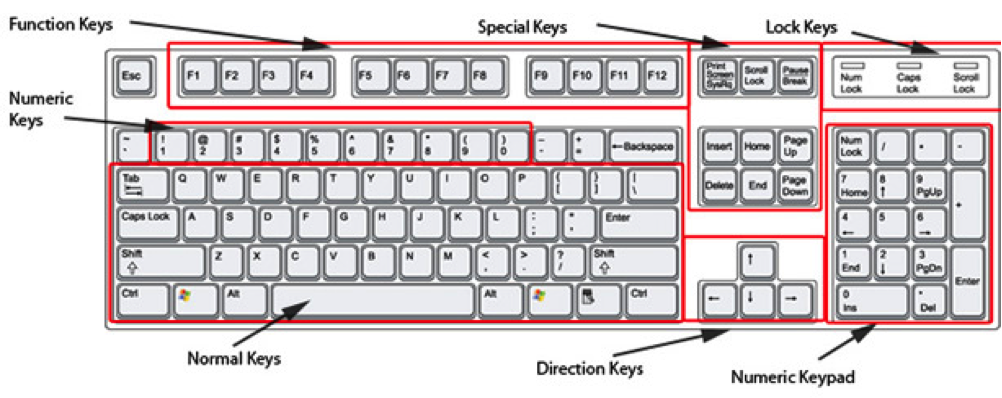 Function Keys
Special Keys
Lock Keys
Numeric
Keys
Esc F1 F2 F3 F4 F5 F6 F7 F8 F9 F10 F11 F12
Print Screen SysRq
Scroll Lock
Pause Break
Num Lock
Caps Lock
Scroll Lock
~ `
! 1
@ 2
# 3
$ 4
% 5
^ 6
& 7
* 8
( 9
) 0
– -
+ =
←Backspace
Insert Home Page Up
Num Lock / * -
Tab Q W E R T Y U I O P { [ } ] | \
Delete End Page Down
7 Home
8 ↑
9 PgUp
+
Caps Lock A S D F G H J K L : ; " ' Enter
4 ←
5
6 →
Shift Z X C V B N M < , > . ? / Shift
↑
1 End
2 ↓
3 PgDn
Enter
Ctrl Alt Alt Ctrl
← ↓ →
0 Ins
. Del
Normal Keys
Direction Keys
Numeric Keypad